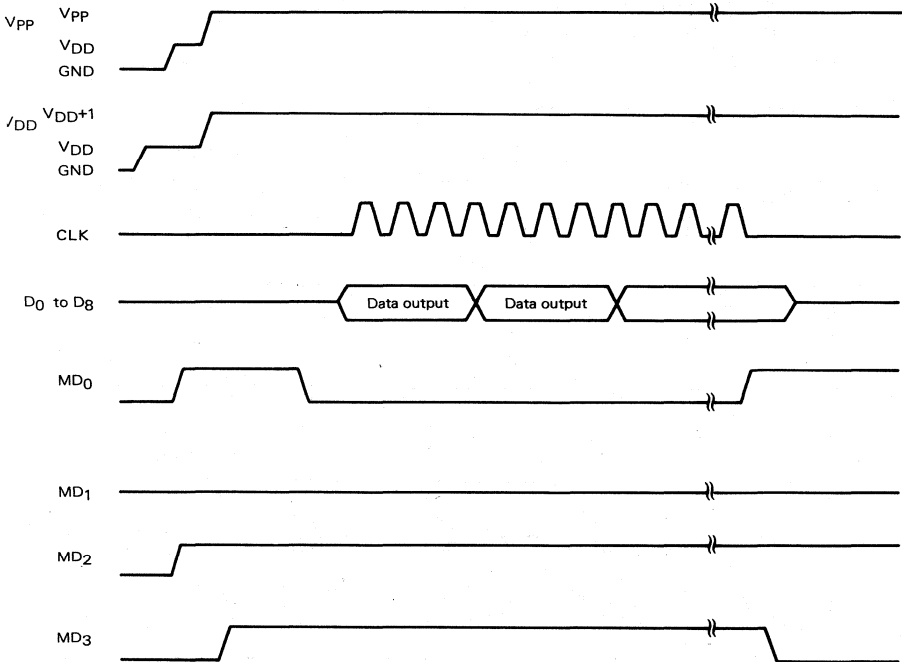 VPP VPP
VDD
GND
VDD VDD+1
VDD
GND
CLK
D0 to D8 Data output Data output
MD0
MD1
MD2
MD3